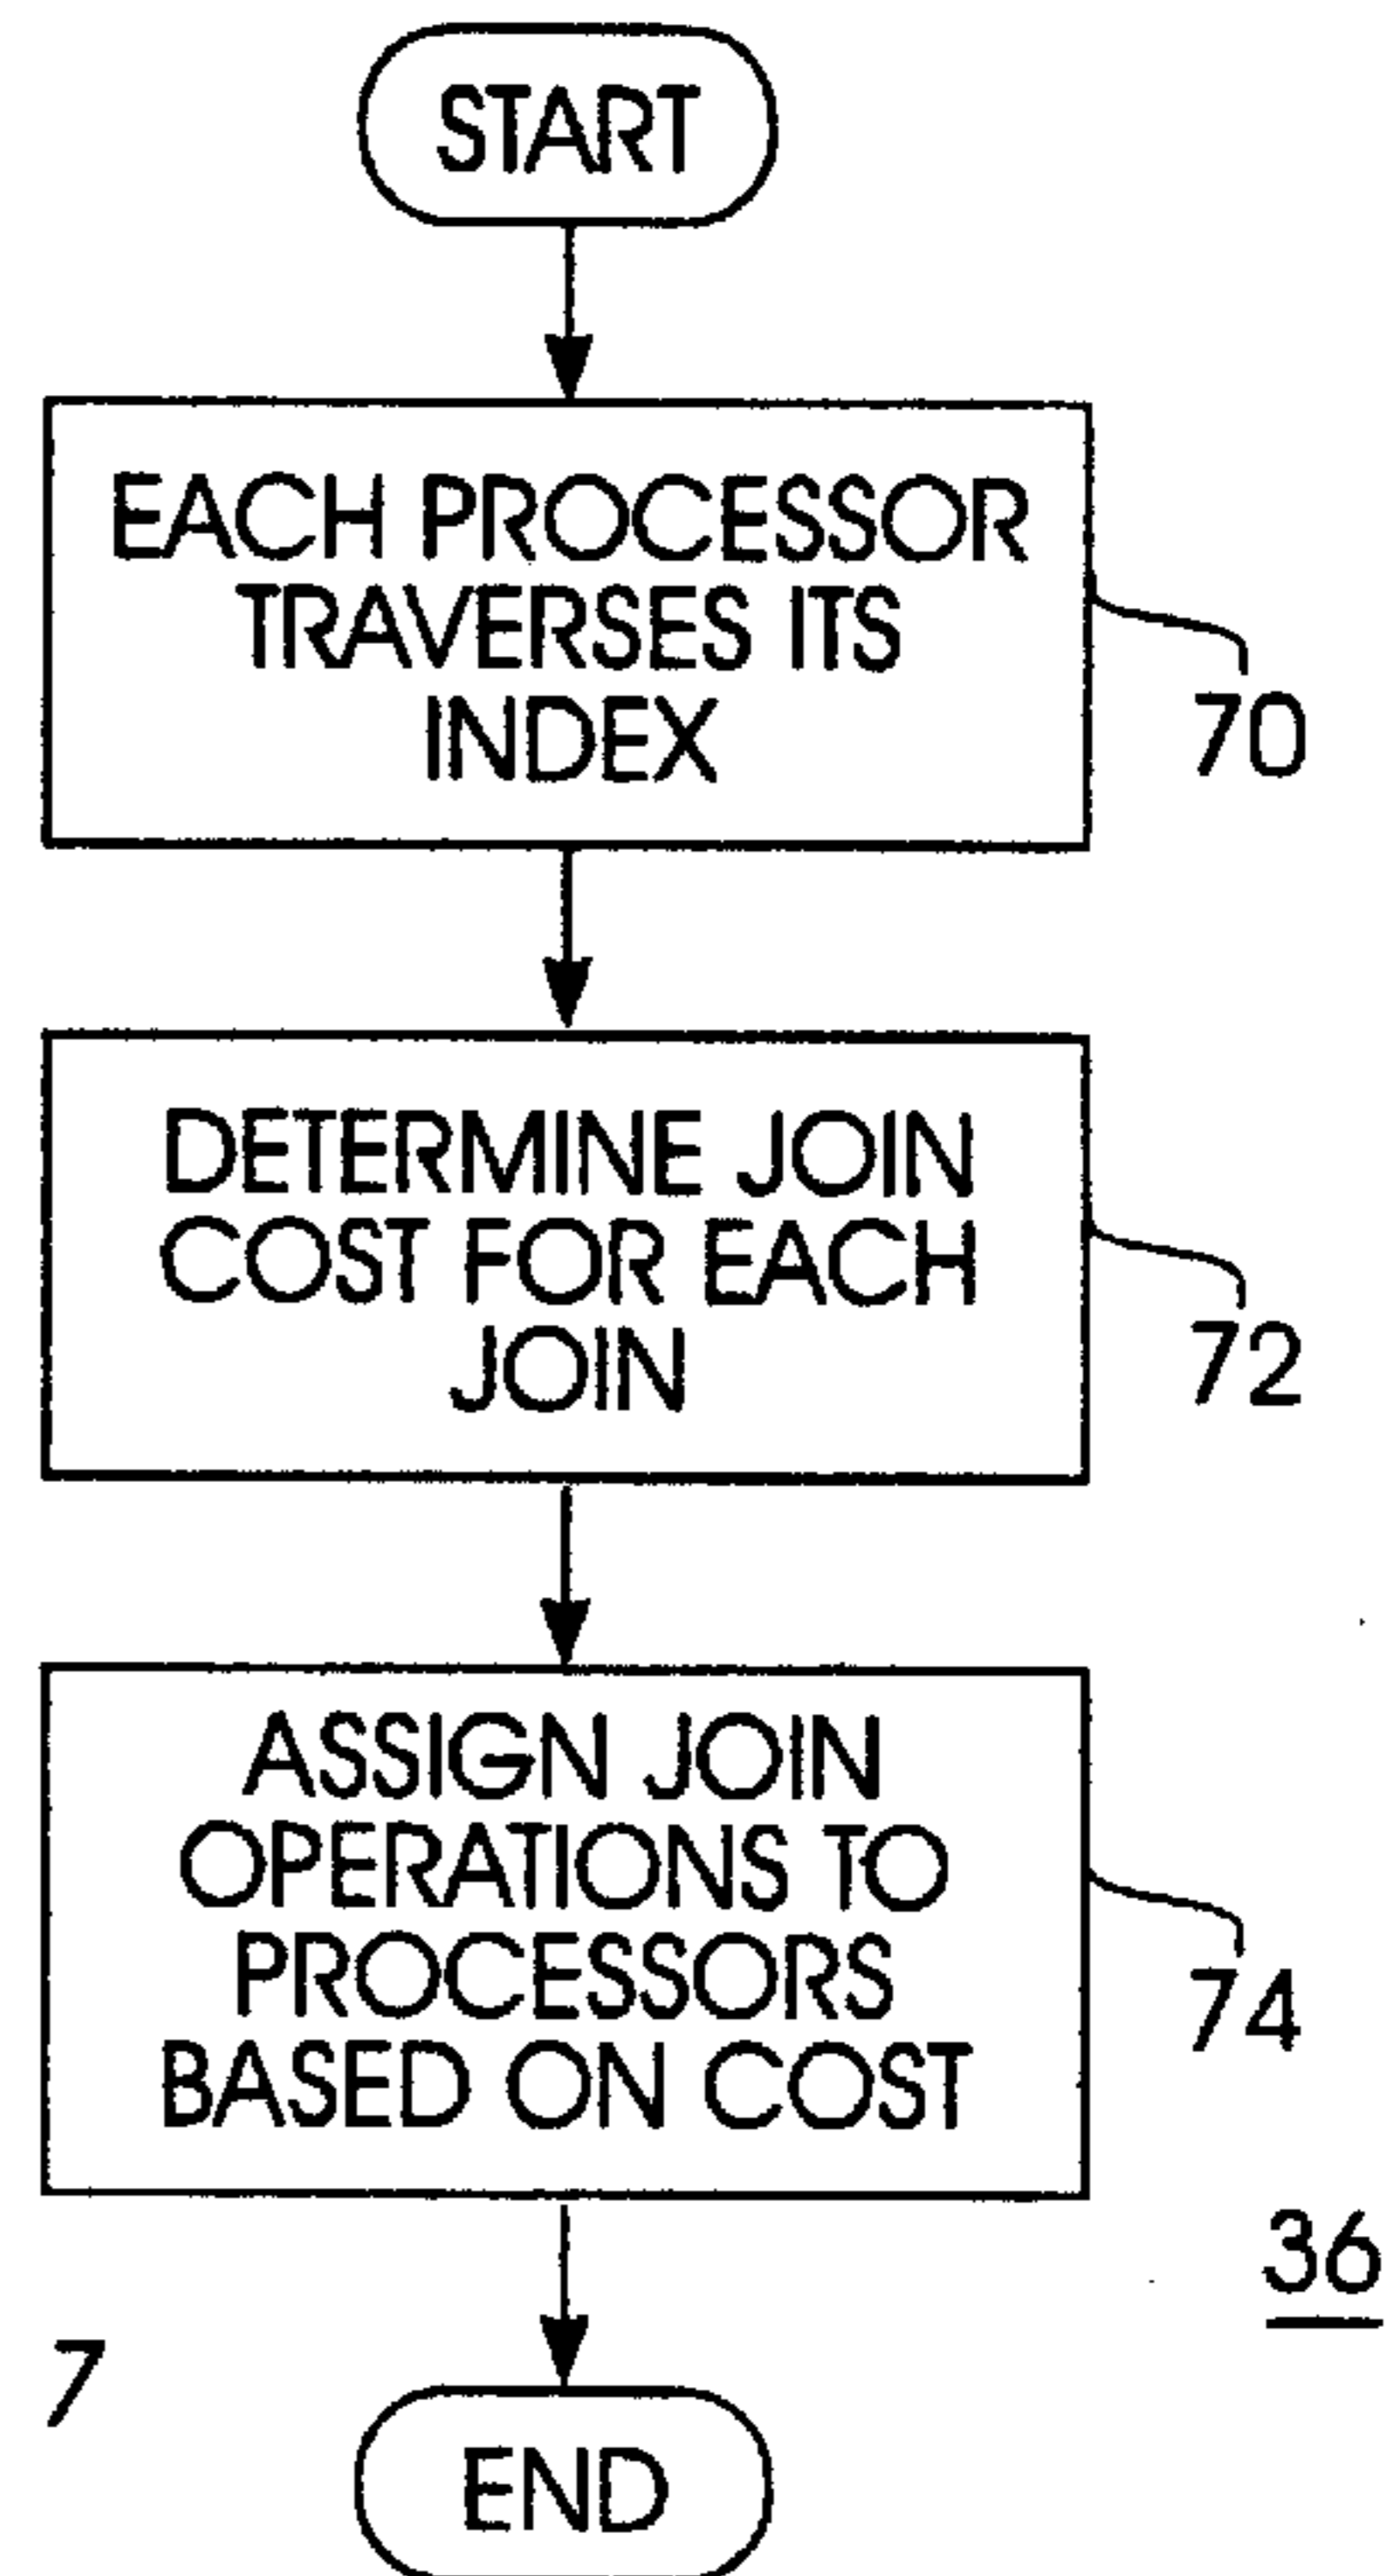 START
EACH PROCESSOR
TRAVERSES ITS
INDEX
70
DETERMINE JOIN
COST FOR EACH
JOIN
72
ASSIGN JOIN
OPERATIONS TO
PROCESSORS
BASED ON COST
74
36
7
END